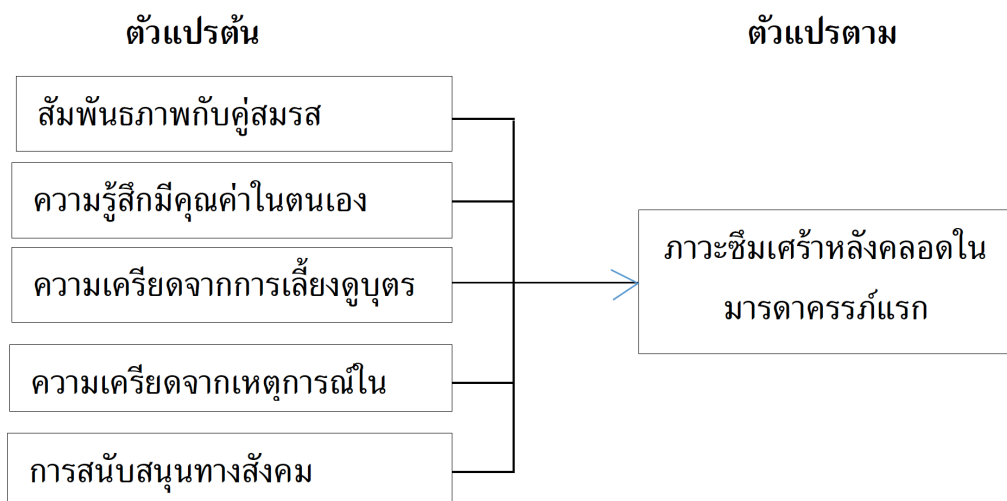 ตัวแปรต้น
ตัวแปรตาม
สัมพันธภาพกับคู่สมรส
ความรู้สึกมีคุณค่าในตนเอง
ความเครียดจากการเลี้ยงดูบุตร
ความเครียดจากเหตุการณ์ใน
การสนับสนุนทางสังคม
ภาวะซึมเศร้าหลังคลอดใน
มารดาครรภ์แรก